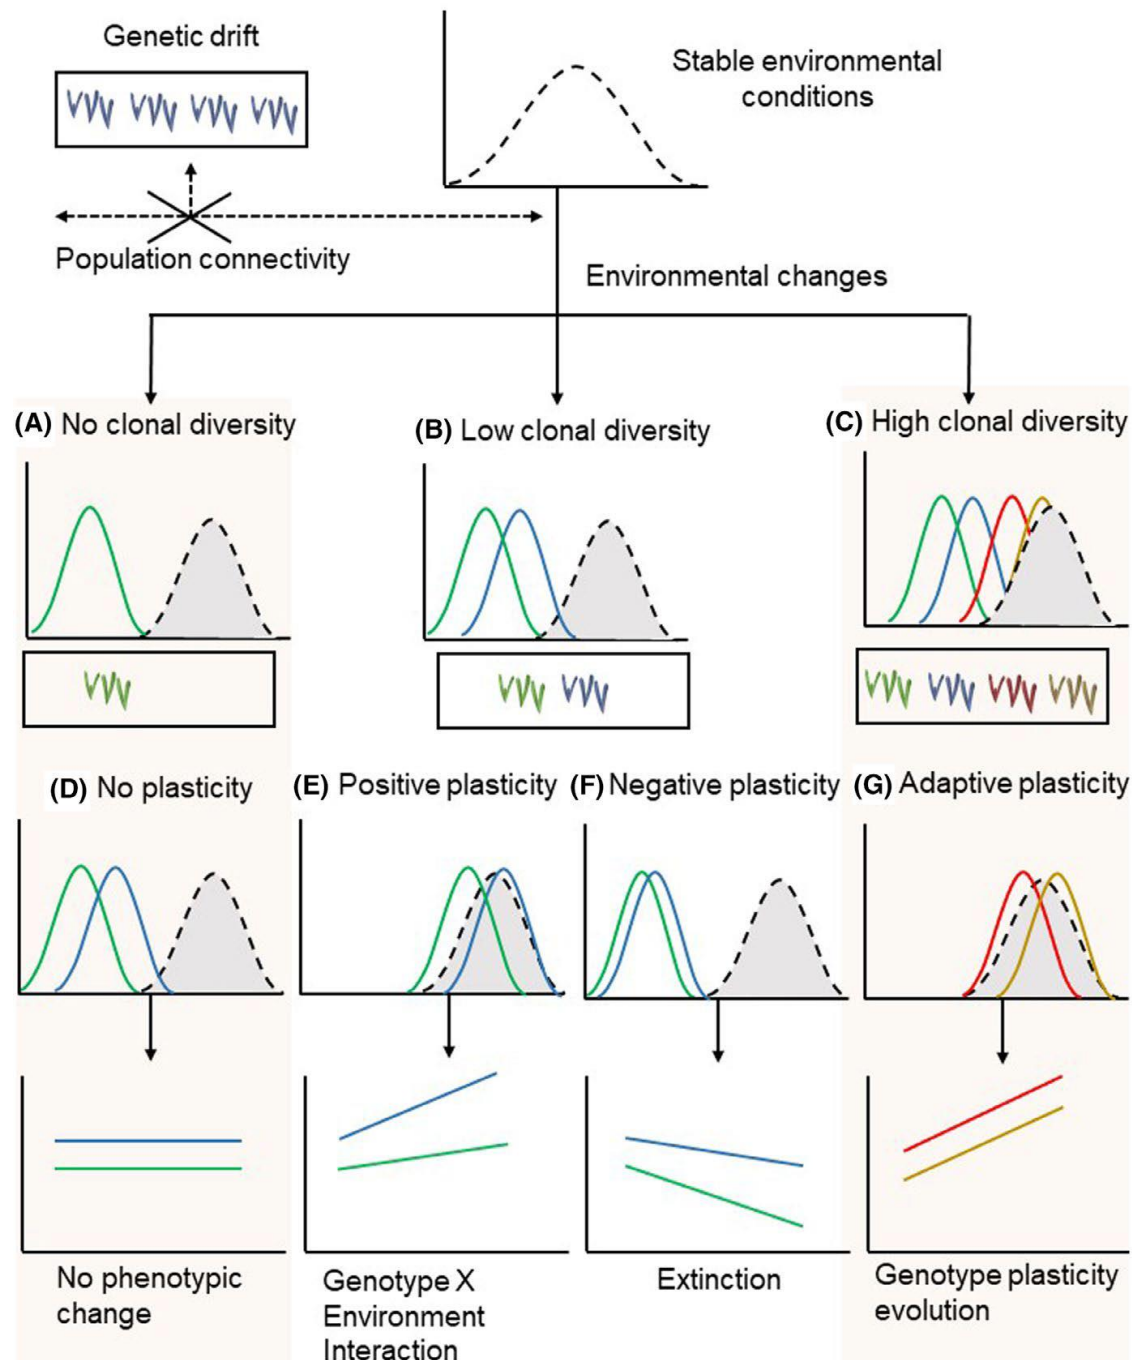 Genetic drift
Stable environmental
conditions
Population connectivity
Environmental changes
(A) No clonal diversity
(B) Low clonal diversity
(C) High clonal diversity
(D) No plasticity
(E) Positive plasticity
(F) Negative plasticity
(G) Adaptive plasticity
No phenotypic
change
Genotype X
Environment
Interaction
Extinction
Genotype plasticity
evolution